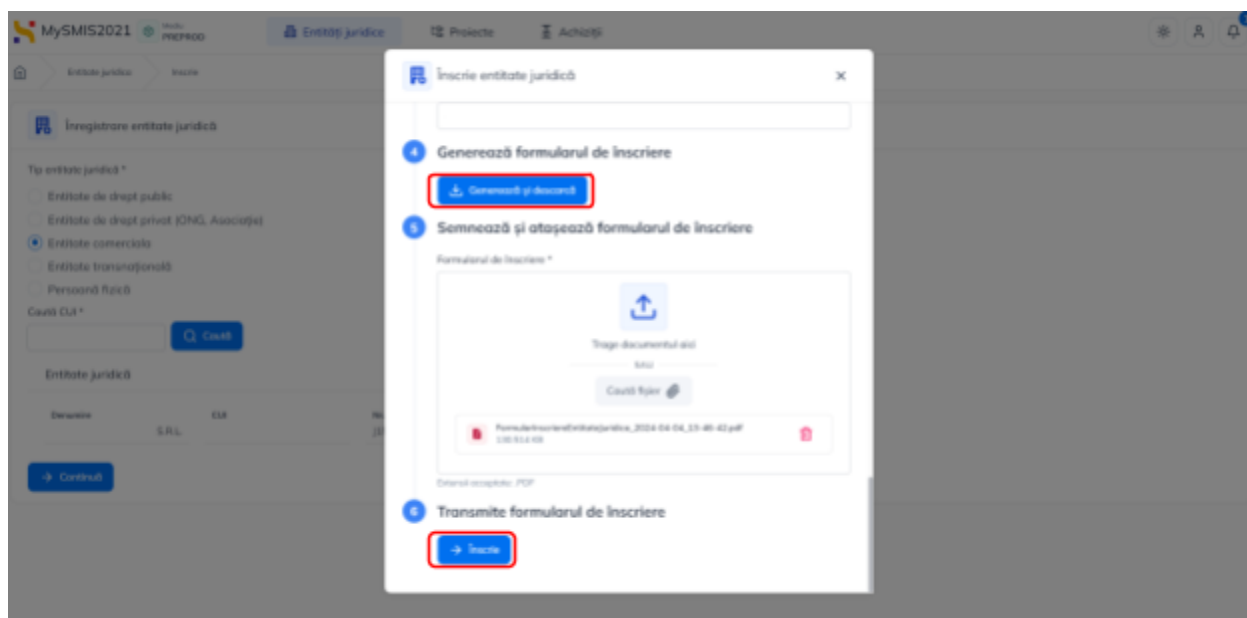 MySMIS2021
Mediu
PREPROD
Entități juridice
Proiecte
Achiziții
Entitate juridica
Inscrie
Înregistrare entitate juridică
Tip entitate juridică *
Entitate de drept public
Entitate de drept privat (ONG, Asociație)
Entitate comerciala
Entitate transnațională
Persoană fizică
Caută CUI *
Caută
Entitate juridică
Denumire
CUI
S.R.L.
Continuă
Înscrie entitate juridică
4
Generează formularul de înscriere
Generează și descarcă
5
Semnează și atașează formularul de înscriere
Formularul de înscriere *
Trage documentul aici
SAU
Caută fișier
FormularInscriereEntitateJuridica_2024-04-04_13-46-42.pdf
Extensii acceptate: .PDF
6
Transmite formularul de înscriere
Înscrie